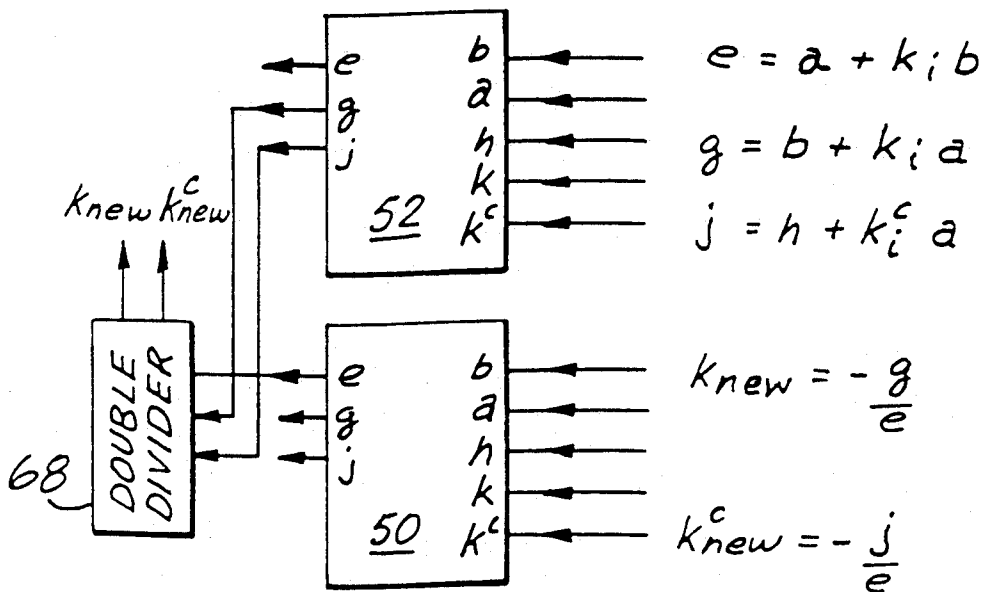 e
g
j
b
a
h
k
k^c
52
e = a + k_i b
g = b + k_i a
j = h + k_i^c a
k_new k_new^c
DOUBLE
DIVIDER
68
e
g
j
b
a
h
k
k^c
50
k_new = - g/e
k_new^c = - j/e